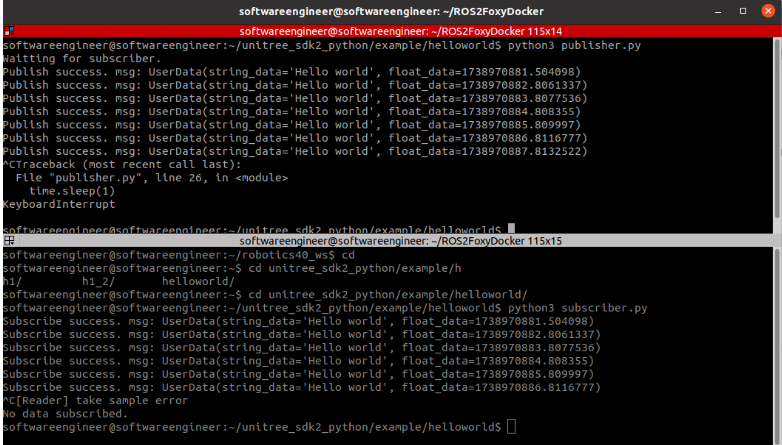 softwareengineer@softwareengineer: ~/ROS2FoxyDocker
softwareengineer@softwareengineer: ~/ROS2FoxyDocker 115x14
softwareengineer@softwareengineer:~/unitree_sdk2_python/example/helloworld$ python3 publisher.py
Waitting for subscriber.
Publish success. msg: UserData(string_data='Hello world', float_data=1738970881.504098)
Publish success. msg: UserData(string_data='Hello world', float_data=1738970882.8061337)
Publish success. msg: UserData(string_data='Hello world', float_data=1738970883.8077536)
Publish success. msg: UserData(string_data='Hello world', float_data=1738970884.808355)
Publish success. msg: UserData(string_data='Hello world', float_data=1738970885.809997)
Publish success. msg: UserData(string_data='Hello world', float_data=1738970886.8116777)
Publish success. msg: UserData(string_data='Hello world', float_data=1738970887.8132522)
^CTraceback (most recent call last):
  File "publisher.py", line 26, in <module>
    time.sleep(1)
KeyboardInterrupt
softwareengineer@softwareengineer:~/unitree_sdk2_python/example/helloworld$
softwareengineer@softwareengineer: ~/ROS2FoxyDocker 115x15
softwareengineer@softwareengineer:~/robotics40_ws$ cd
softwareengineer@softwareengineer:~$ cd unitree_sdk2_python/example/h
h1/         h1_2/       helloworld/
softwareengineer@softwareengineer:~$ cd unitree_sdk2_python/example/helloworld/
softwareengineer@softwareengineer:~/unitree_sdk2_python/example/helloworld$ python3 subscriber.py
Subscribe success. msg: UserData(string_data='Hello world', float_data=1738970881.504098)
Subscribe success. msg: UserData(string_data='Hello world', float_data=1738970882.8061337)
Subscribe success. msg: UserData(string_data='Hello world', float_data=1738970883.8077536)
Subscribe success. msg: UserData(string_data='Hello world', float_data=1738970884.808355)
Subscribe success. msg: UserData(string_data='Hello world', float_data=1738970885.809997)
Subscribe success. msg: UserData(string_data='Hello world', float_data=1738970886.8116777)
^C[Reader] take sample error
No data subscribed.
softwareengineer@softwareengineer:~/unitree_sdk2_python/example/helloworld$